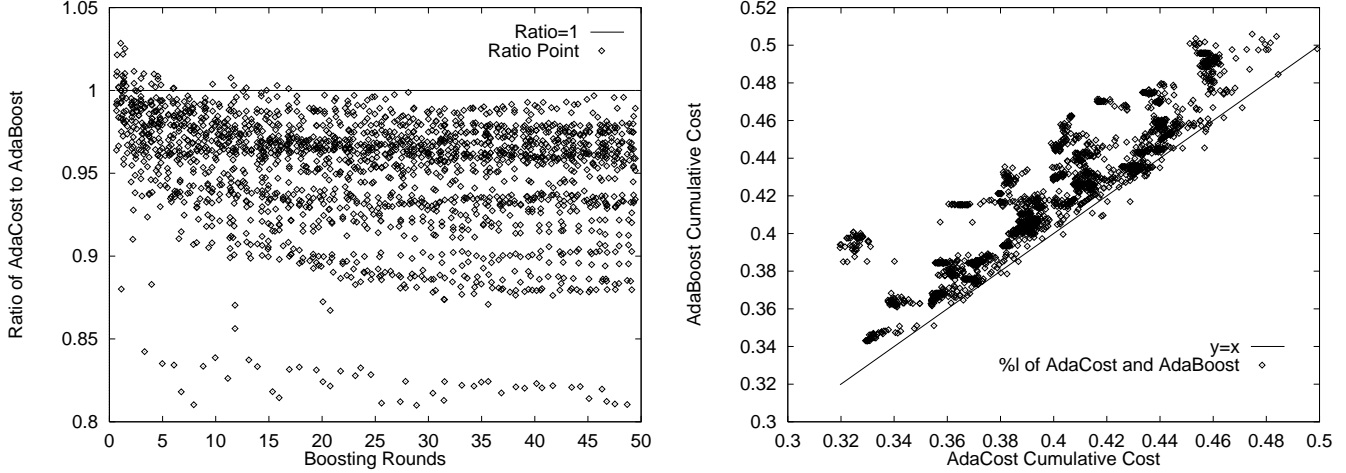 Ratio of AdaCost to AdaBoost
1.05
1
0.95
0.9
0.85
0.8
Ratio=1
Ratio Point
0 5 10 15 20 25 30 35 40 45 50
Boosting Rounds
AdaBoost Cumulative Cost
0.52
0.5
0.48
0.46
0.44
0.42
0.4
0.38
0.36
0.34
0.32
0.3
y=x
%l of AdaCost and AdaBoost
0.3 0.32 0.34 0.36 0.38 0.4 0.42 0.44 0.46 0.48 0.5
AdaCost Cumulative Cost